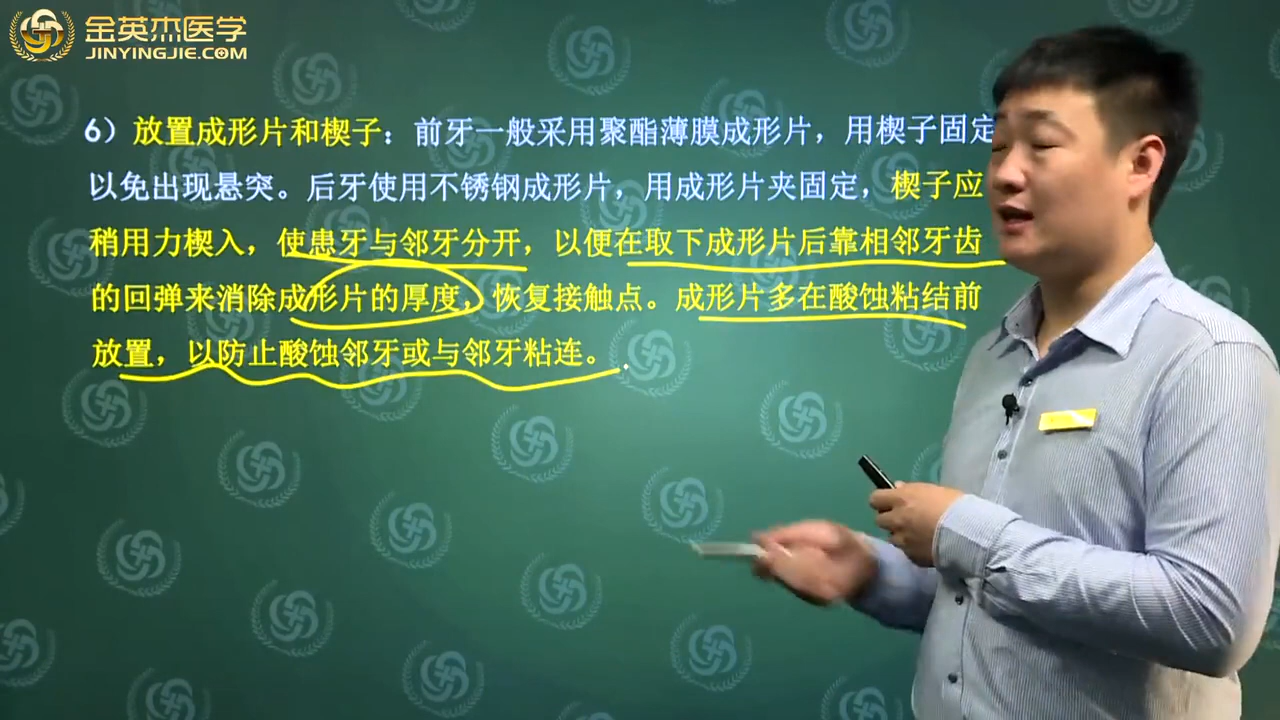 金英杰医学
JINYINGJIE.COM
6）放置成形片和楔子：前牙一般采用聚酯薄膜成形片，用楔子固定
以免出现悬突。后牙使用不锈钢成形片，用成形片夹固定，楔子应
稍用力楔入，使患牙与邻牙分开，以便在取下成形片后靠相邻牙齿
的回弹来消除成形片的厚度，恢复接触点。成形片多在酸蚀粘结前
放置，以防止酸蚀邻牙或与邻牙粘连。